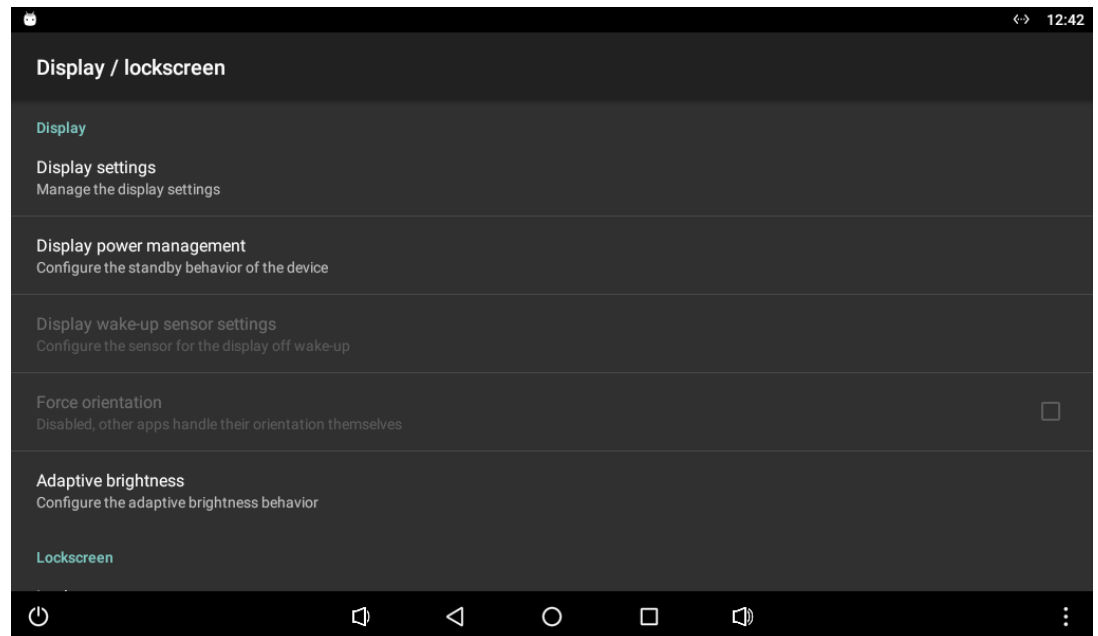 12:42
Display / lockscreen
Display
Display settings
Manage the display settings
Display power management
Configure the standby behavior of the device
Display wake-up sensor settings
Configure the sensor for the display off wake-up
Force orientation
Disabled, other apps handle their orientation themselves
Adaptive brightness
Configure the adaptive brightness behavior
Lockscreen